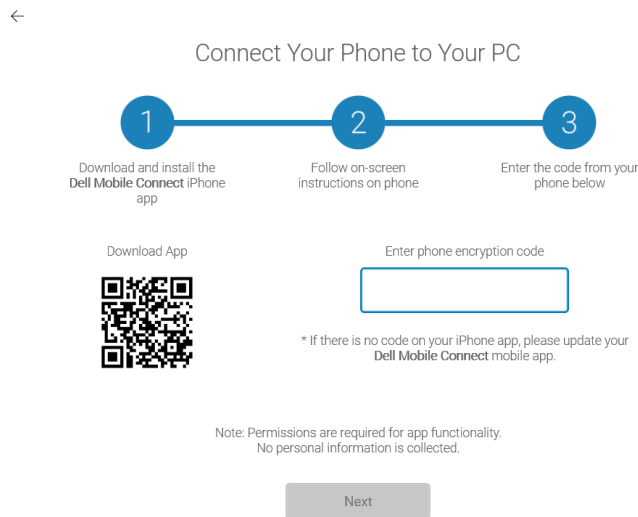 Connect Your Phone to Your PC
1
2
3
Download and install the
Dell Mobile Connect iPhone
app
Follow on-screen
instructions on phone
Enter the code from your
phone below
Download App
Enter phone encryption code
* If there is no code on your iPhone app, please update your
Dell Mobile Connect mobile app.
Note: Permissions are required for app functionality.
No personal information is collected.
Next